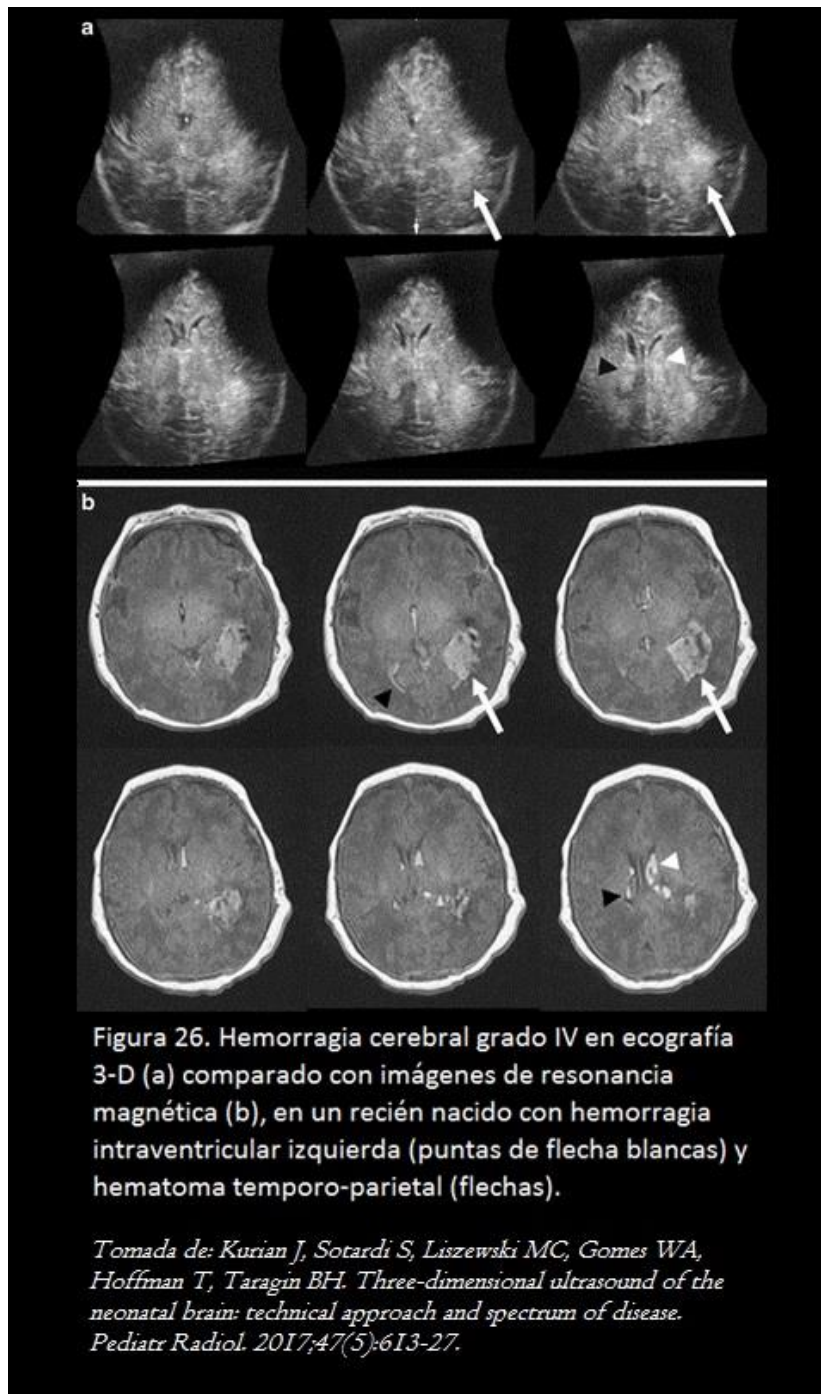 a
b
Figura 26. Hemorragia cerebral grado IV en ecografía
3-D (a) comparado con imágenes de resonancia
magnética (b), en un recién nacido con hemorragia
intraventricular izquierda (puntas de flecha blancas) y
hematoma temporo-parietal (flechas).
Tomada de: Kurian J, Sotardi S, Liszewski MC, Gomes WA,
Hoffman T, Taragin BH. Three-dimensional ultrasound of the
neonatal brain: technical approach and spectrum of disease.
Pediatr Radiol. 2017;47(5):613-27.